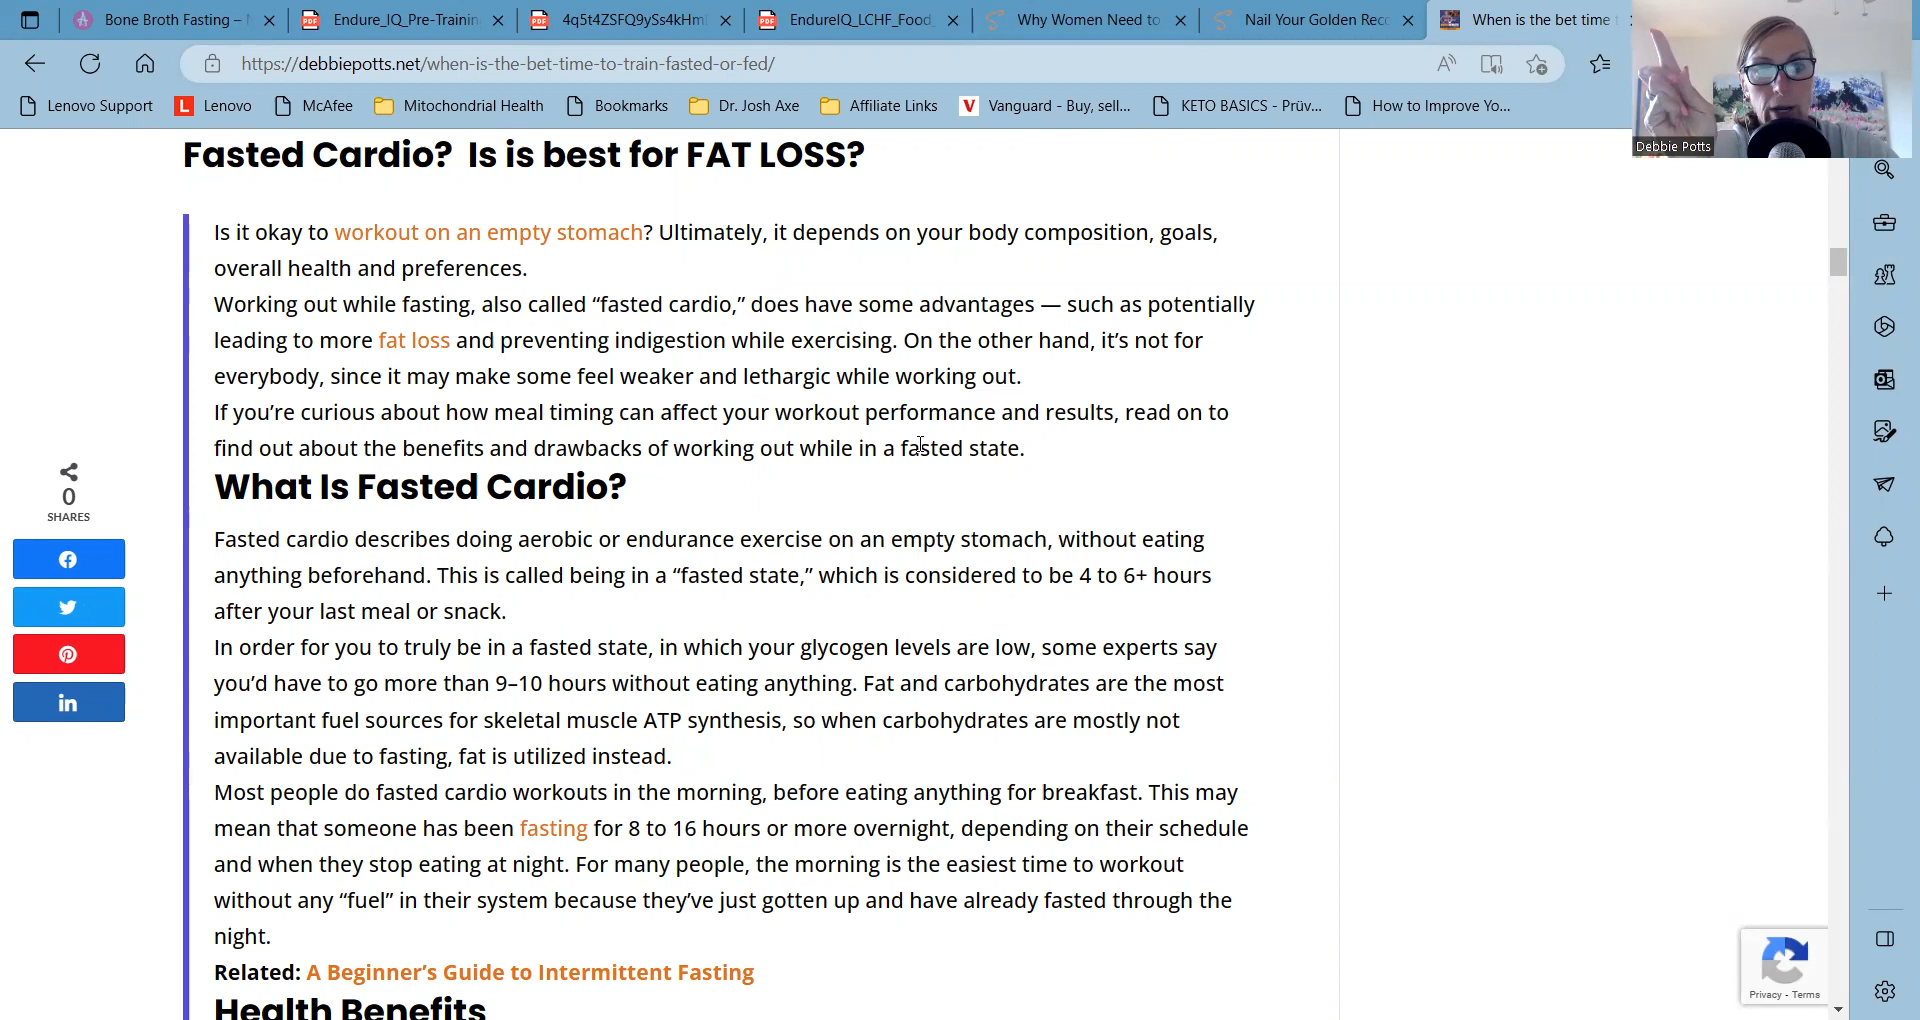 Bone Broth Fasting –
Endure_IQ_Pre-Trainin
4q5t4ZSFQ9ySs4kHm
EndureIQ_LCHF_Food_
Why Women Need to
Nail Your Golden Rec
When is the bet time
https://debbiepotts.net/when-is-the-bet-time-to-train-fasted-or-fed/
Lenovo Support
L Lenovo
McAfee
Mitochondrial Health
Bookmarks
Dr. Josh Axe
Affiliate Links
V Vanguard - Buy, sell...
KETO BASICS - Prüv...
How to Improve Yo...
Debbie Potts
Fasted Cardio? Is is best for FAT LOSS?
Is it okay to workout on an empty stomach? Ultimately, it depends on your body composition, goals,
overall health and preferences.
Working out while fasting, also called “fasted cardio,” does have some advantages — such as potentially
leading to more fat loss and preventing indigestion while exercising. On the other hand, it’s not for
everybody, since it may make some feel weaker and lethargic while working out.
If you’re curious about how meal timing can affect your workout performance and results, read on to
find out about the benefits and drawbacks of working out while in a fasted state.
What Is Fasted Cardio?
Fasted cardio describes doing aerobic or endurance exercise on an empty stomach, without eating
anything beforehand. This is called being in a “fasted state,” which is considered to be 4 to 6+ hours
after your last meal or snack.
In order for you to truly be in a fasted state, in which your glycogen levels are low, some experts say
you’d have to go more than 9–10 hours without eating anything. Fat and carbohydrates are the most
important fuel sources for skeletal muscle ATP synthesis, so when carbohydrates are mostly not
available due to fasting, fat is utilized instead.
Most people do fasted cardio workouts in the morning, before eating anything for breakfast. This may
mean that someone has been fasting for 8 to 16 hours or more overnight, depending on their schedule
and when they stop eating at night. For many people, the morning is the easiest time to workout
without any “fuel” in their system because they’ve just gotten up and have already fasted through the
night.
Related: A Beginner’s Guide to Intermittent Fasting
Health Benefits
0
SHARES
Privacy - Terms